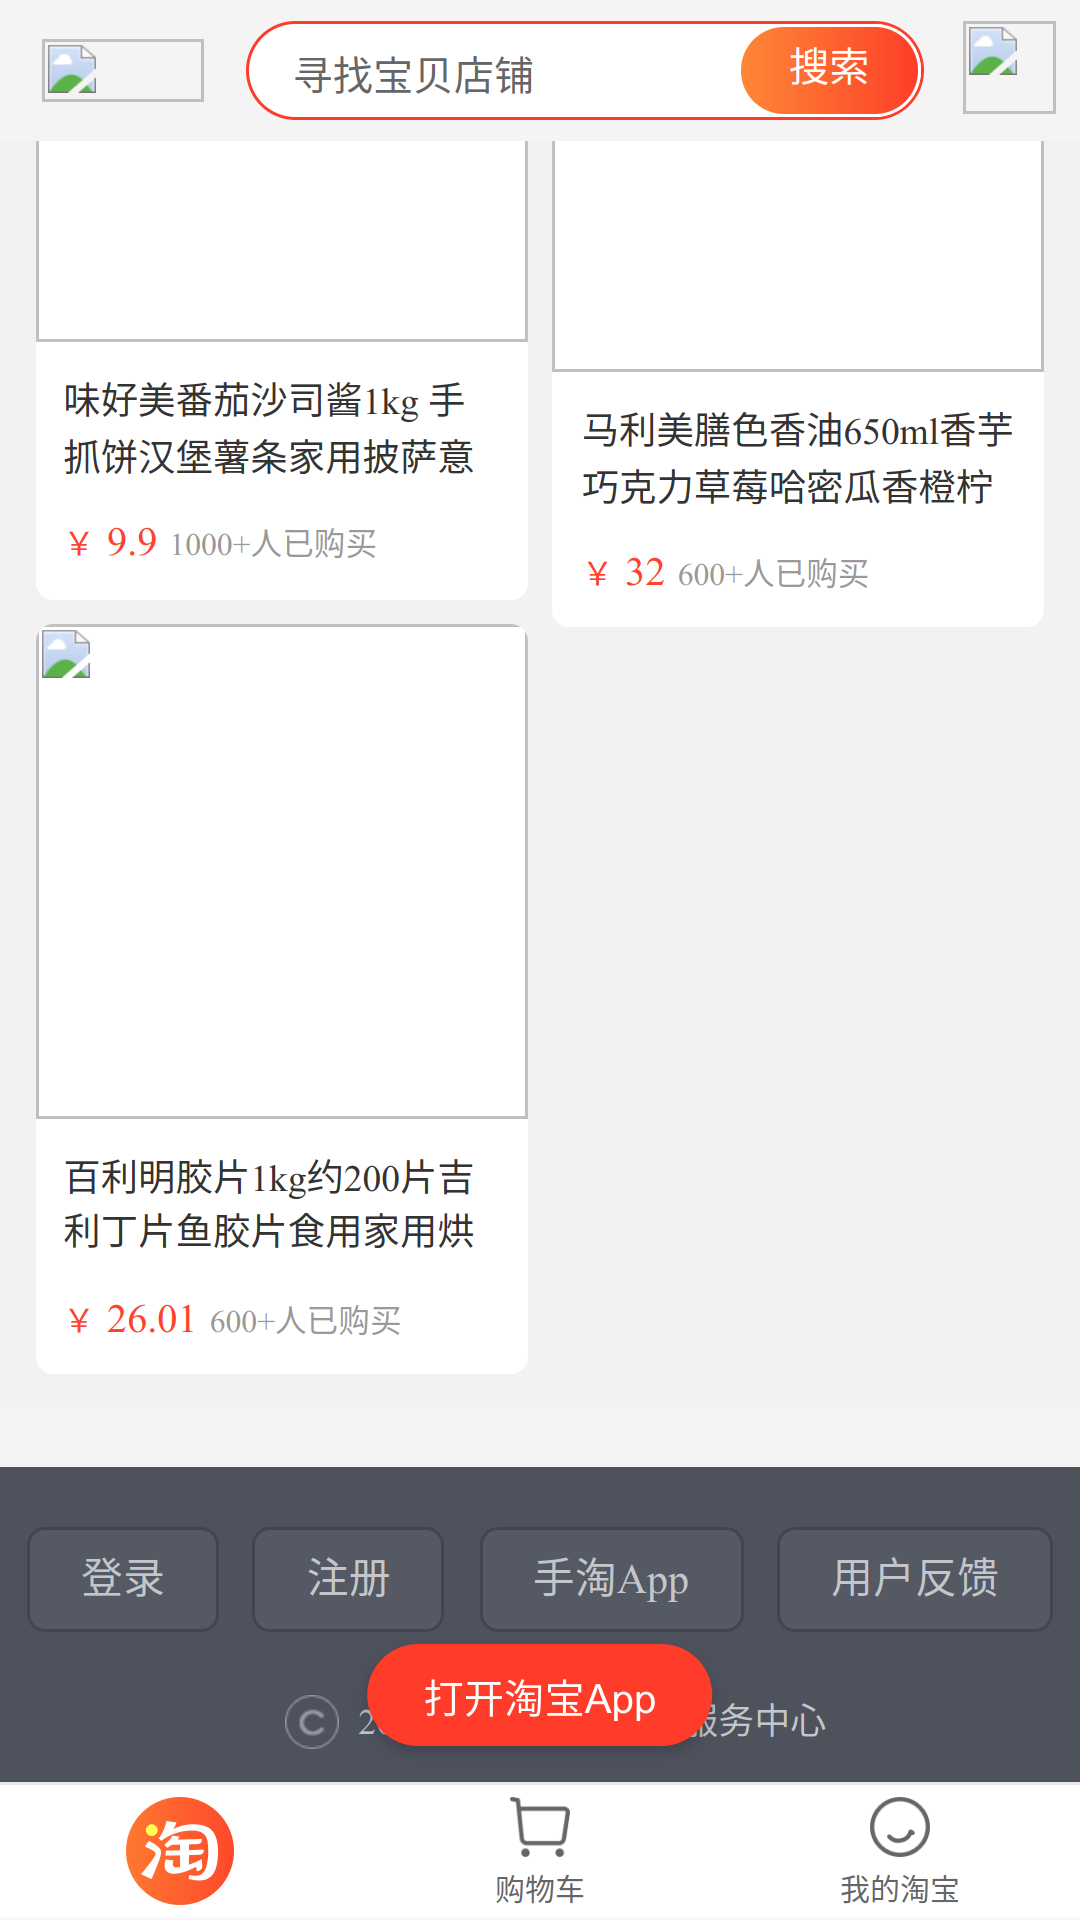 寻找宝贝店铺
搜索
味好美番茄沙司酱1kg 手
抓饼汉堡薯条家用披萨意
¥ 9.9 1000+人已购买
马利美膳色香油650ml香芋
巧克力草莓哈密瓜香橙柠
¥ 32 600+人已购买
百利明胶片1kg约200片吉
利丁片鱼胶片食用家用烘
¥ 26.01 600+人已购买
登录
注册
手淘App
用户反馈
打开淘宝App
© 2
服务中心
淘
购物车
我的淘宝